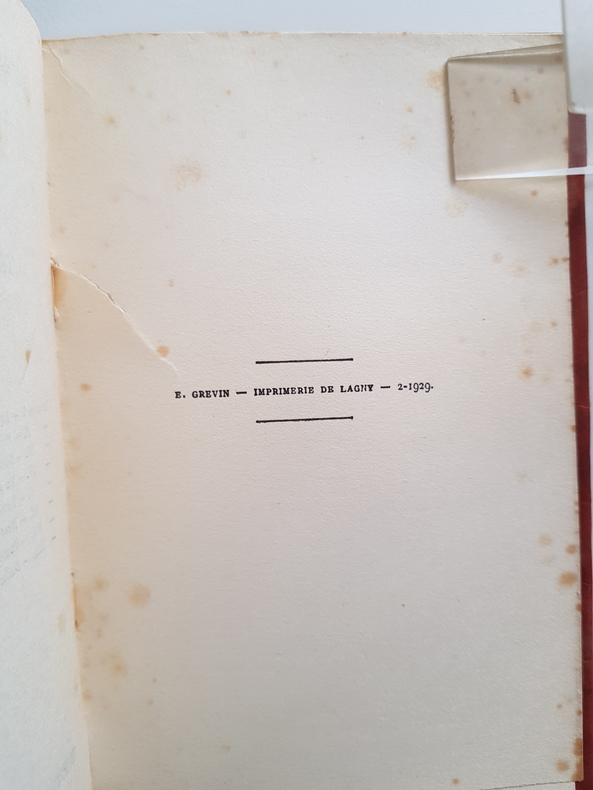 E. GREVIN — IMPRIMERIE DE LAGNY — 2-1929.